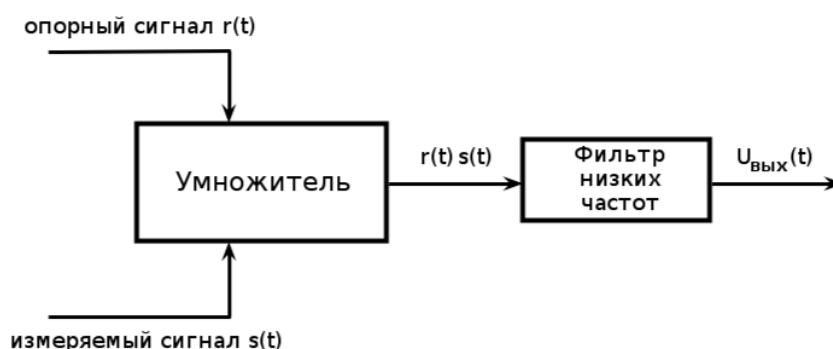 опорный сигнал r(t)
Умножитель
r(t) s(t)
Фильтр
низких
частот
Uвых(t)
измеряемый сигнал s(t)